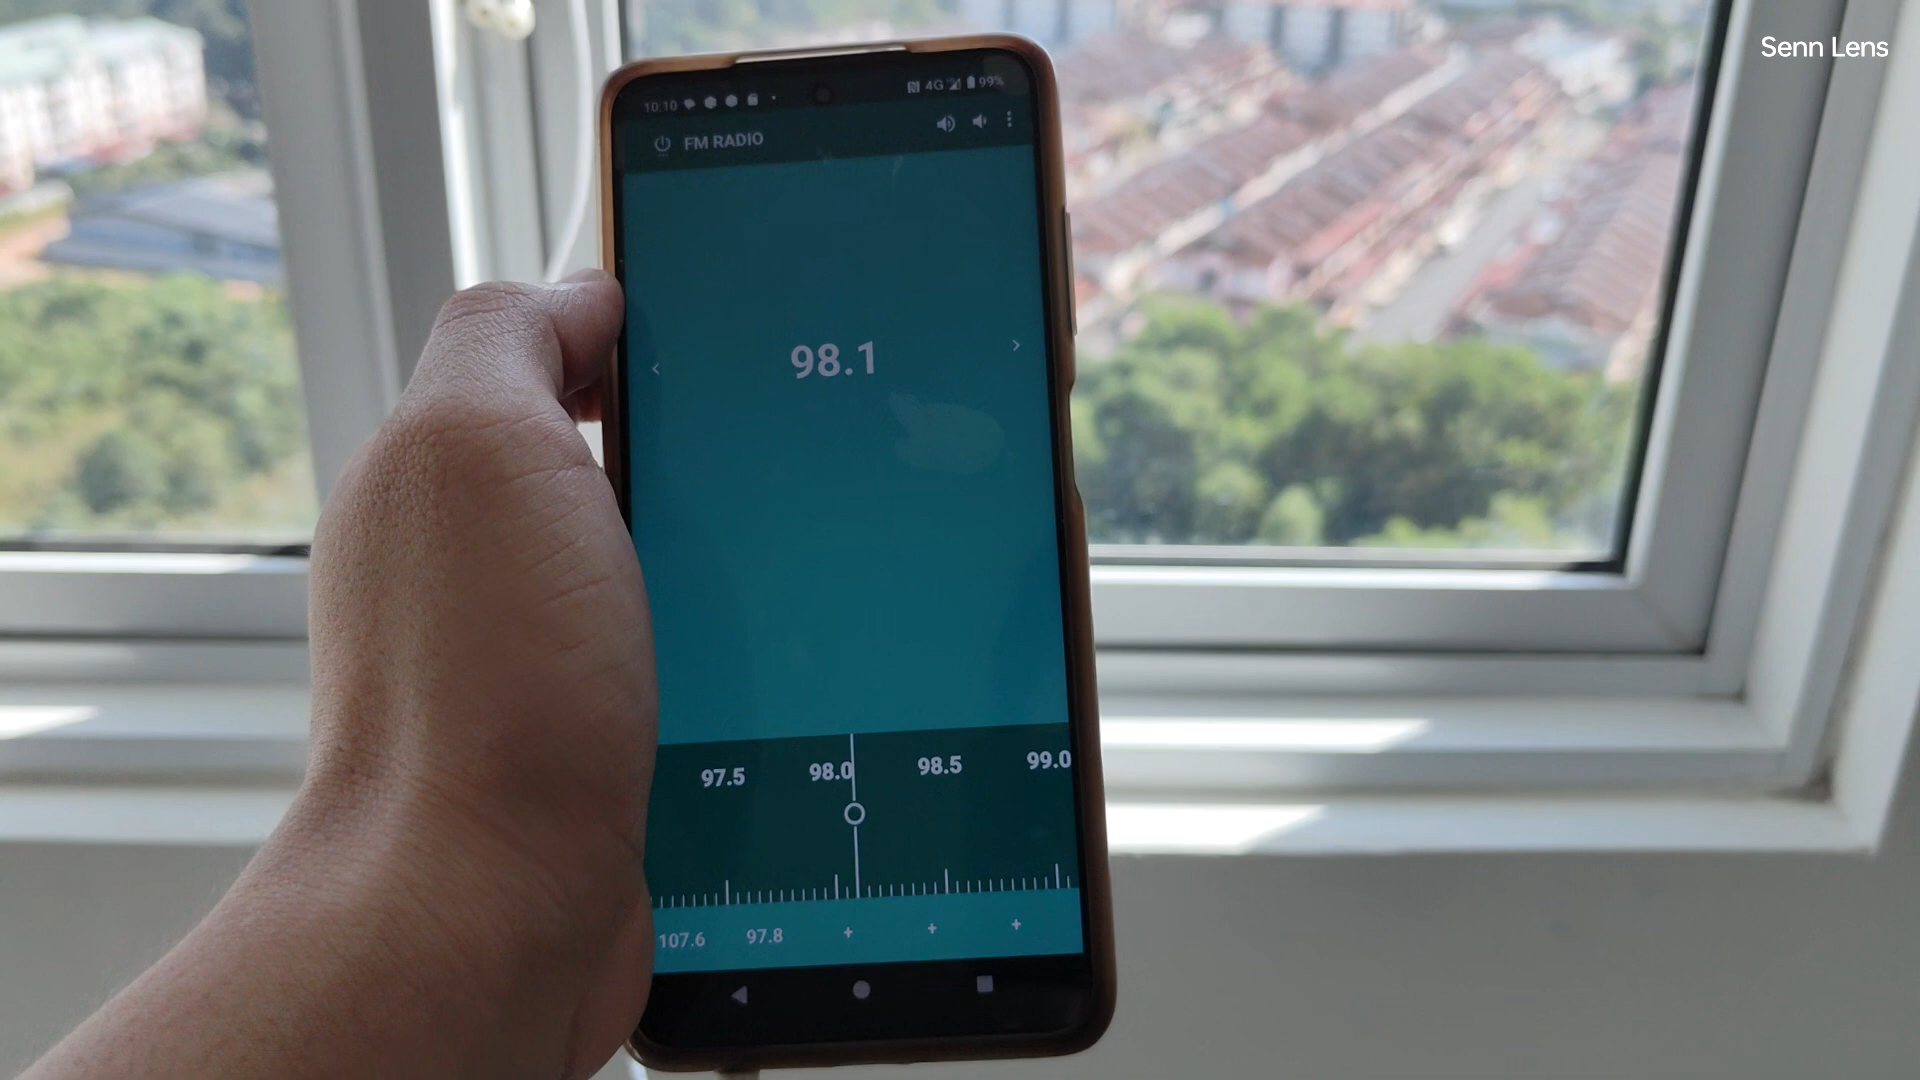 Senn Lens
10:10 4G 99%
FM RADIO
98.1
97.5 98.0 98.5 99.0
107.6 97.8 + + +